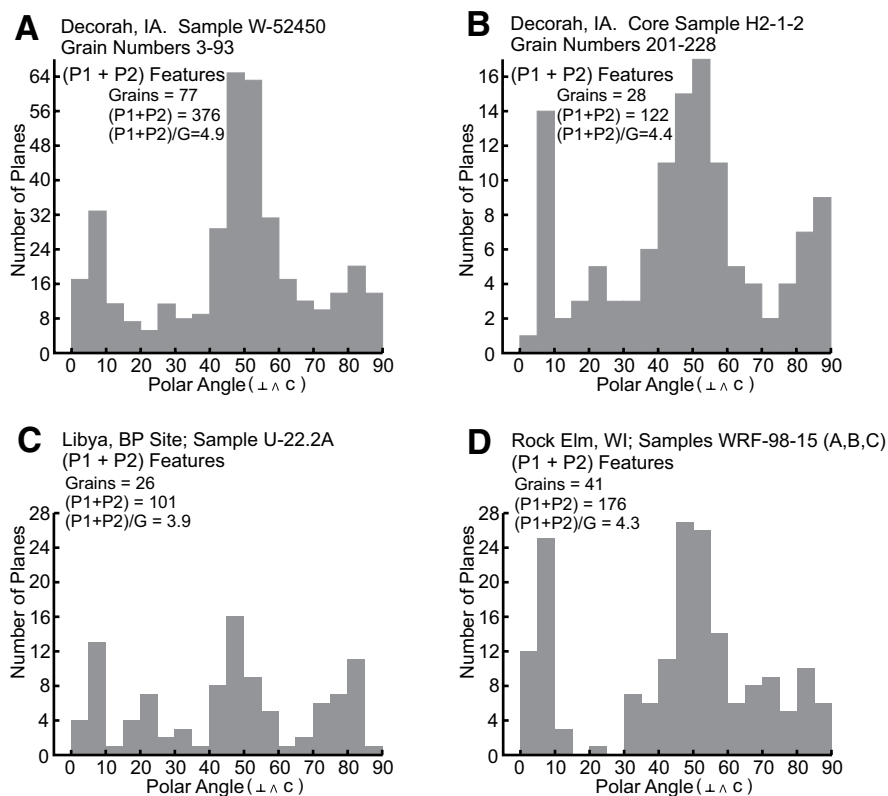 A
Decorah, IA. Sample W-52450
Grain Numbers 3-93
(P1 + P2) Features
Grains = 77
(P1+P2) = 376
(P1+P2)/G=4.9
Number of Planes
64
56
48
40
32
24
16
8
0
0 10 20 30 40 50 60 70 80 90
Polar Angle (⊥ ∧ c)
B
Decorah, IA. Core Sample H2-1-2
Grain Numbers 201-228
(P1 + P2) Features
Grains = 28
(P1+P2) = 122
(P1+P2)/G=4.4
Number of Planes
16
14
12
10
8
6
4
2
0
0 10 20 30 40 50 60 70 80 90
Polar Angle (⊥ ∧ c)
C
Libya, BP Site; Sample U-22.2A
(P1 + P2) Features
Grains = 26
(P1+P2) = 101
(P1+P2)/G = 3.9
Number of Planes
28
24
20
16
12
8
4
0
0 10 20 30 40 50 60 70 80 90
Polar Angle (⊥ ∧ c)
D
Rock Elm, WI; Samples WRF-98-15 (A,B,C)
(P1 + P2) Features
Grains = 41
(P1+P2) = 176
(P1+P2)/G = 4.3
Number of Planes
28
24
20
16
12
8
4
0
0 10 20 30 40 50 60 70 80 90
Polar Angle (⊥ ∧ c)